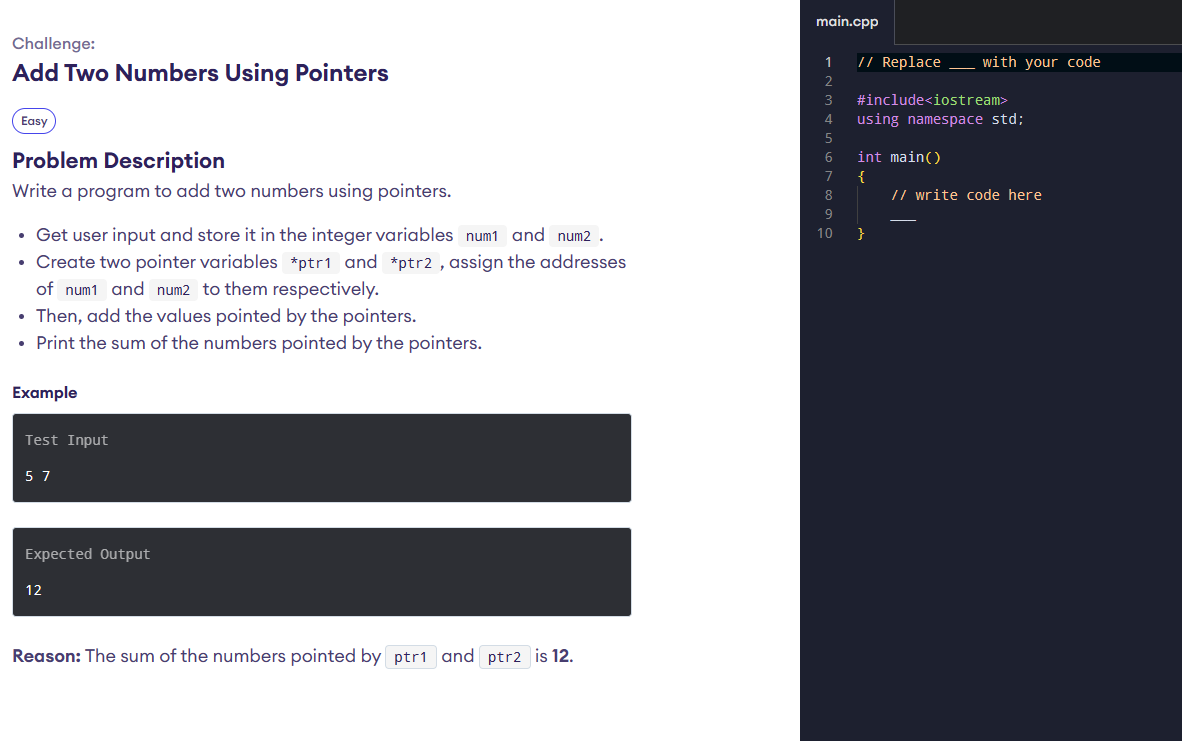 Challenge:
Add Two Numbers Using Pointers
Easy
Problem Description
Write a program to add two numbers using pointers.
• Get user input and store it in the integer variables num1 and num2 .
• Create two pointer variables *ptr1 and *ptr2 , assign the addresses
of num1 and num2 to them respectively.
• Then, add the values pointed by the pointers.
• Print the sum of the numbers pointed by the pointers.
Example
Test Input
5 7
Expected Output
12
Reason: The sum of the numbers pointed by ptr1 and ptr2 is 12.
main.cpp
1 // Replace ___ with your code
2
3 #include<iostream>
4 using namespace std;
5
6 int main()
7 {
8     // write code here
9     ___
10 }